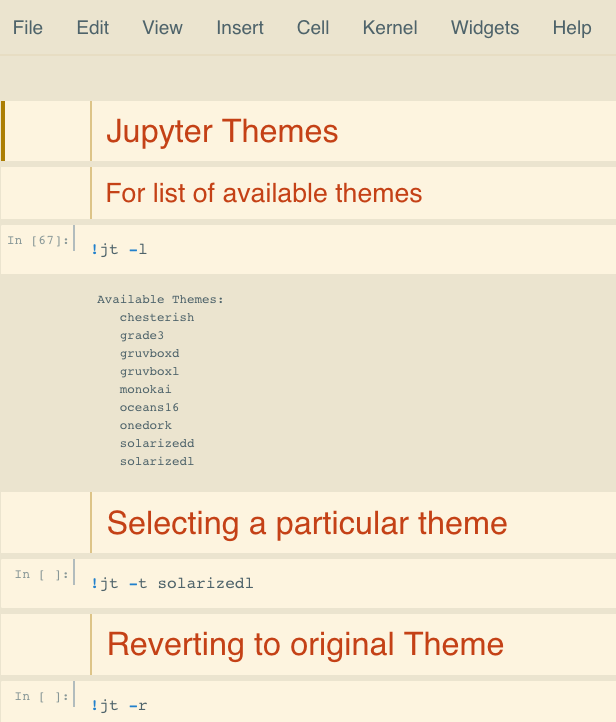 File Edit View Insert Cell Kernel Widgets Help
Jupyter Themes
For list of available themes
In [67]: !jt -l
Available Themes:
chesterish
grade3
gruvboxd
gruvboxl
monokai
oceans16
onedork
solarizedd
solarizedl
Selecting a particular theme
In [ ]: !jt -t solarizedl
Reverting to original Theme
In [ ]: !jt -r